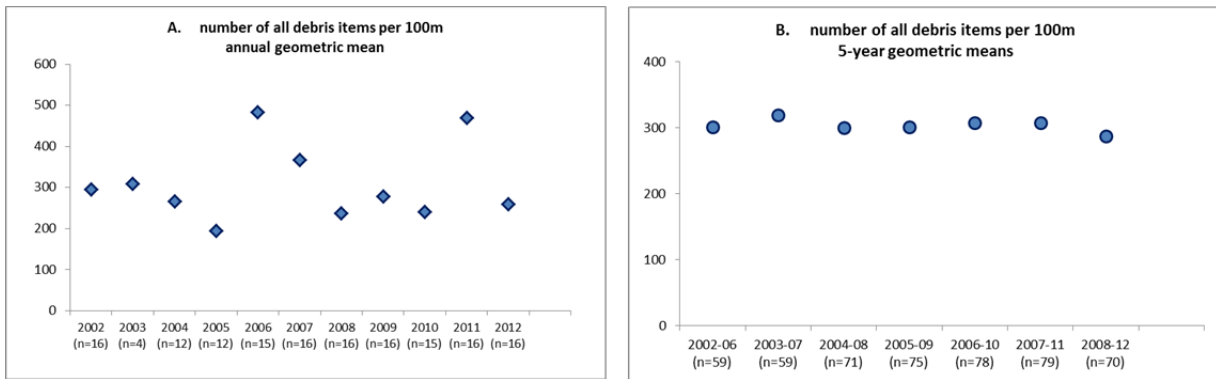 A. number of all debris items per 100m
annual geometric mean
600
500
400
300
200
100
0
2002 2003 2004 2005 2006 2007 2008 2009 2010 2011 2012
(n=16) (n=4) (n=12) (n=12) (n=15) (n=16) (n=16) (n=16) (n=16) (n=16) (n=16)
B. number of all debris items per 100m
5-year geometric means
400
300
200
100
0
2002-06 2003-07 2004-08 2005-09 2006-10 2007-11 2008-12
(n=59) (n=59) (n=71) (n=75) (n=78) (n=79) (n=70)